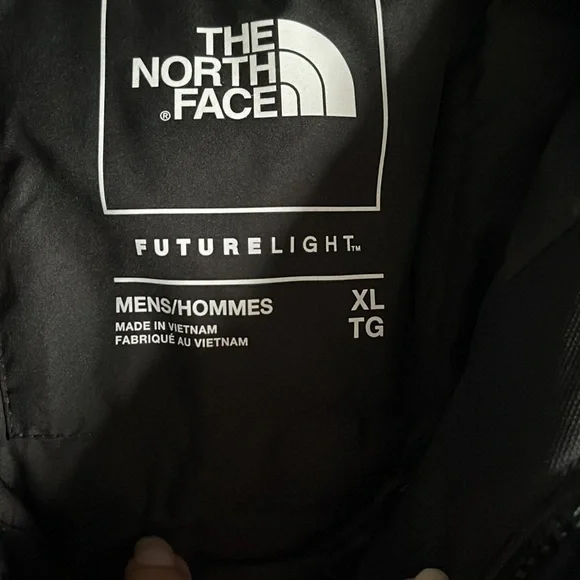 THE
NORTH
FACE
®
FUTURELIGHT™
MENS/HOMMES XL
MADE IN VIETNAM TG
FABRIQUÉ AU VIETNAM